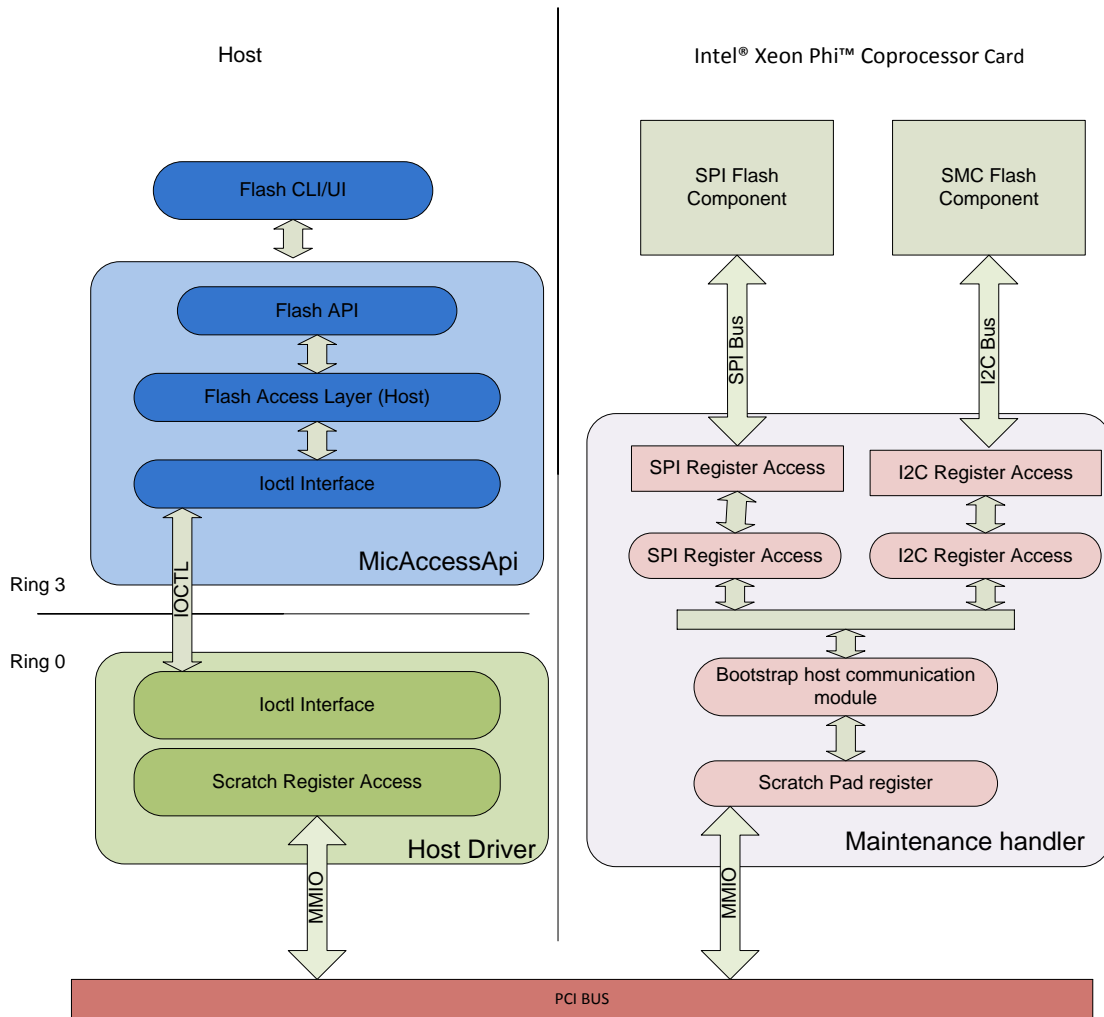 Host
Flash CLI/UI
Flash API
Flash Access Layer (Host)
Ioctl Interface
MicAccessApi
Ring 3
IOCTL
Ring 0
Ioctl Interface
Scratch Register Access
Host Driver
MMIO
Intel® Xeon Phi™ Coprocessor Card
SPI Flash
Component
SMC Flash
Component
SPI Bus
I2C Bus
SPI Register Access
I2C Register Access
SPI Register Access
I2C Register Access
Bootstrap host communication
module
Scratch Pad register
Maintenance handler
MMIO
PCI BUS